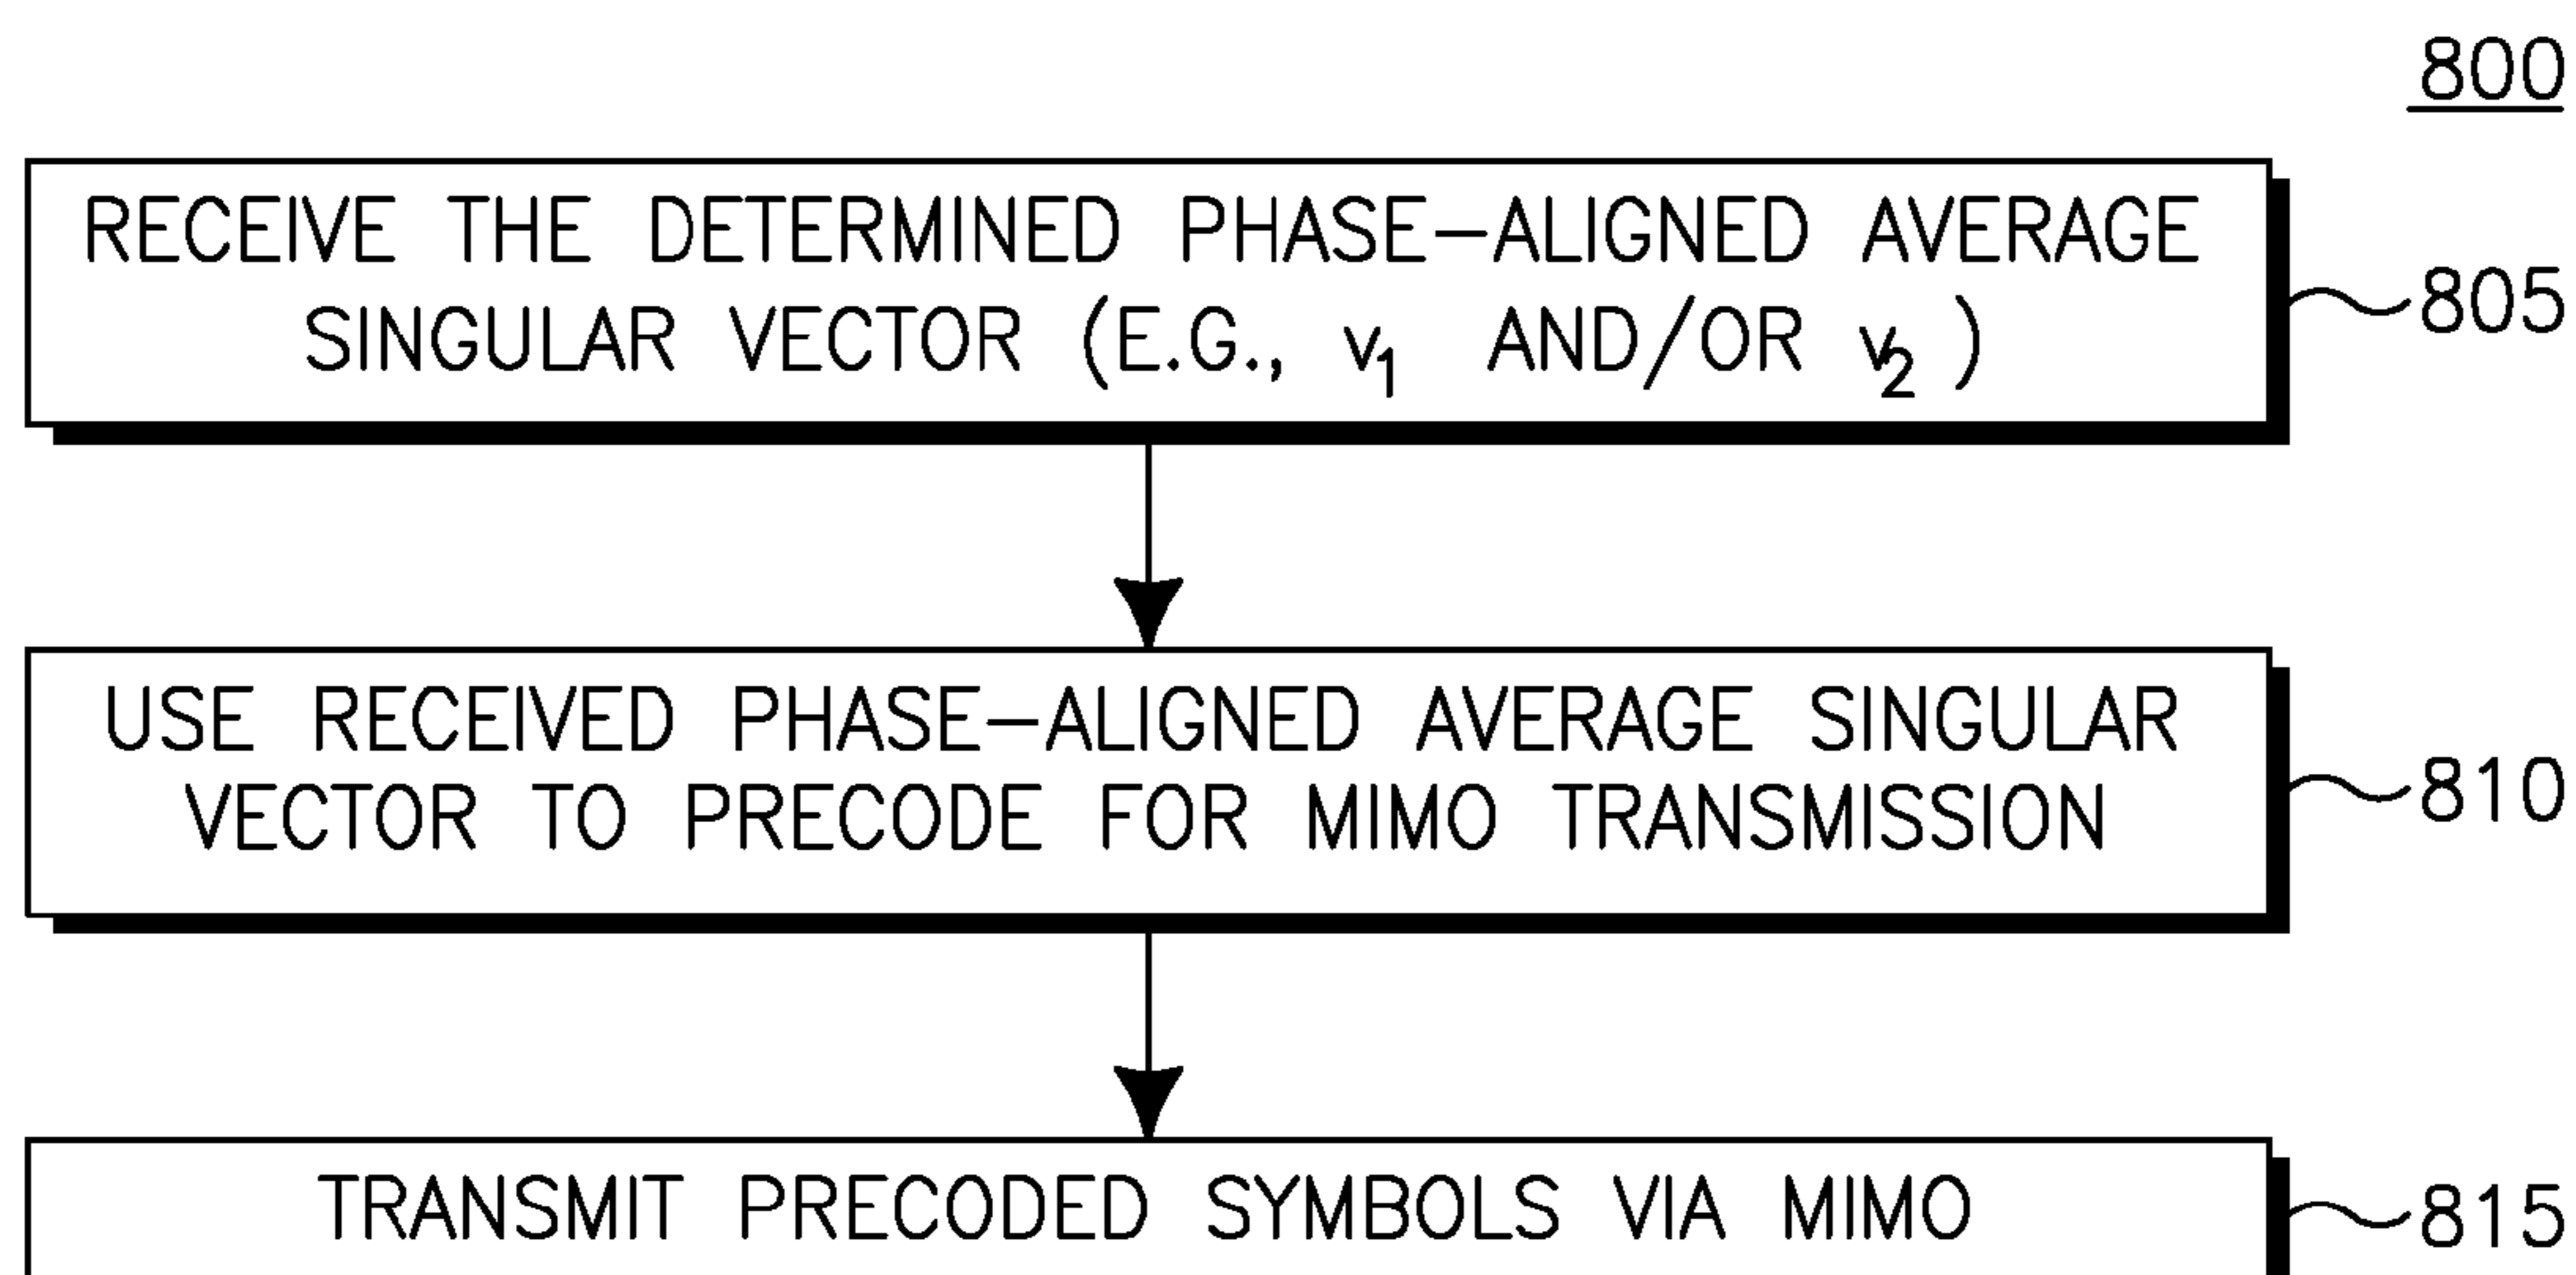 800
RECEIVE THE DETERMINED PHASE-ALIGNED AVERAGE
SINGULAR VECTOR (E.G., v₁ AND/OR v₂ )
805
USE RECEIVED PHASE-ALIGNED AVERAGE SINGULAR
VECTOR TO PRECODE FOR MIMO TRANSMISSION
810
TRANSMIT PRECODED SYMBOLS VIA MIMO
815